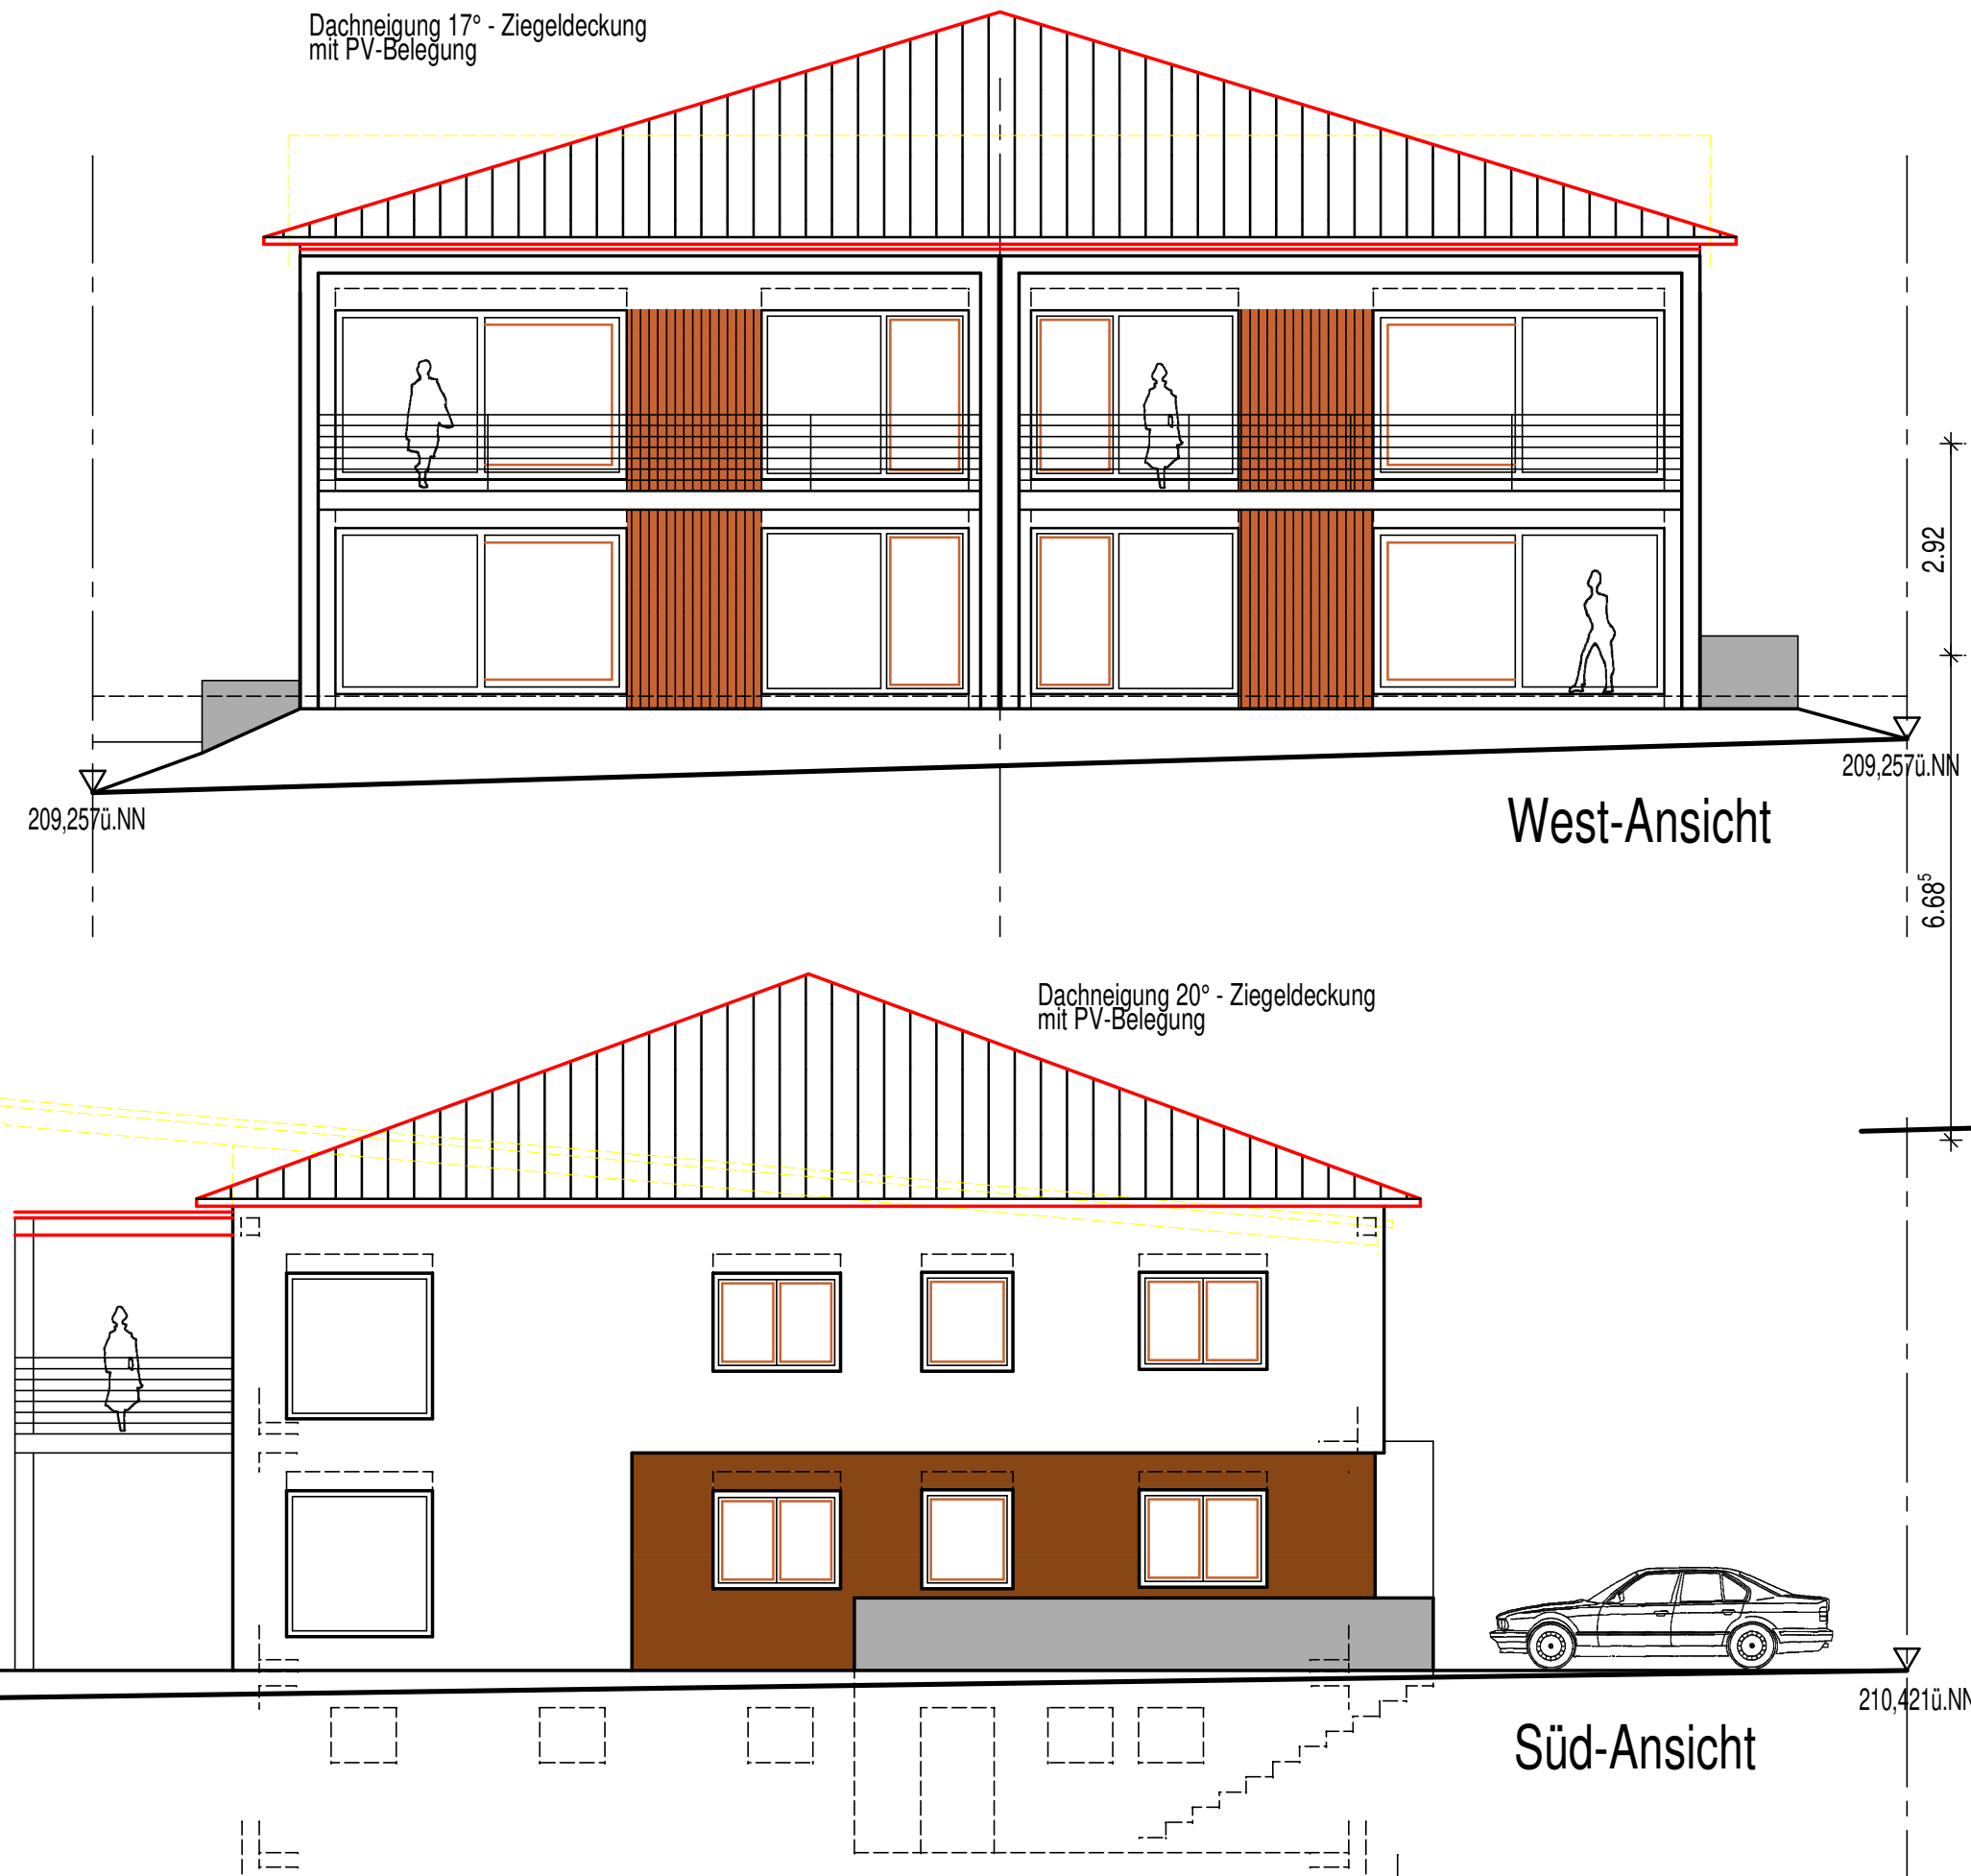 Dachneigung 17° - Ziegeldeckung
mit PV-Belegung
2.92
209,257ü.NN
209,257ü.NN
West-Ansicht
6.68⁵
Dachneigung 20° - Ziegeldeckung
mit PV-Belegung
210,421ü.NN
Süd-Ansicht